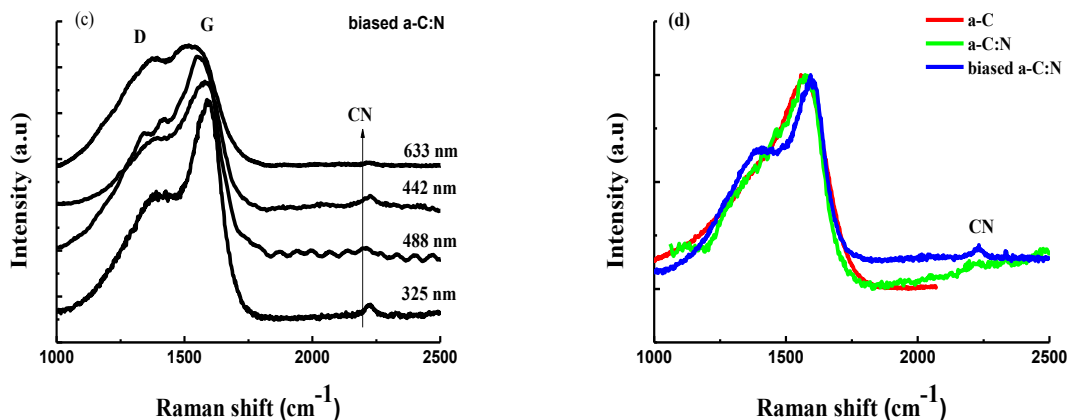 (c)
biased a-C:N
D
G
CN
633 nm
442 nm
488 nm
325 nm
Intensity (a.u)
1000
1500
2000
2500
Raman shift (cm-1)
(d)
a-C
a-C:N
biased a-C:N
CN
Intensity (a.u)
1000
1500
2000
2500
Raman shift (cm-1)